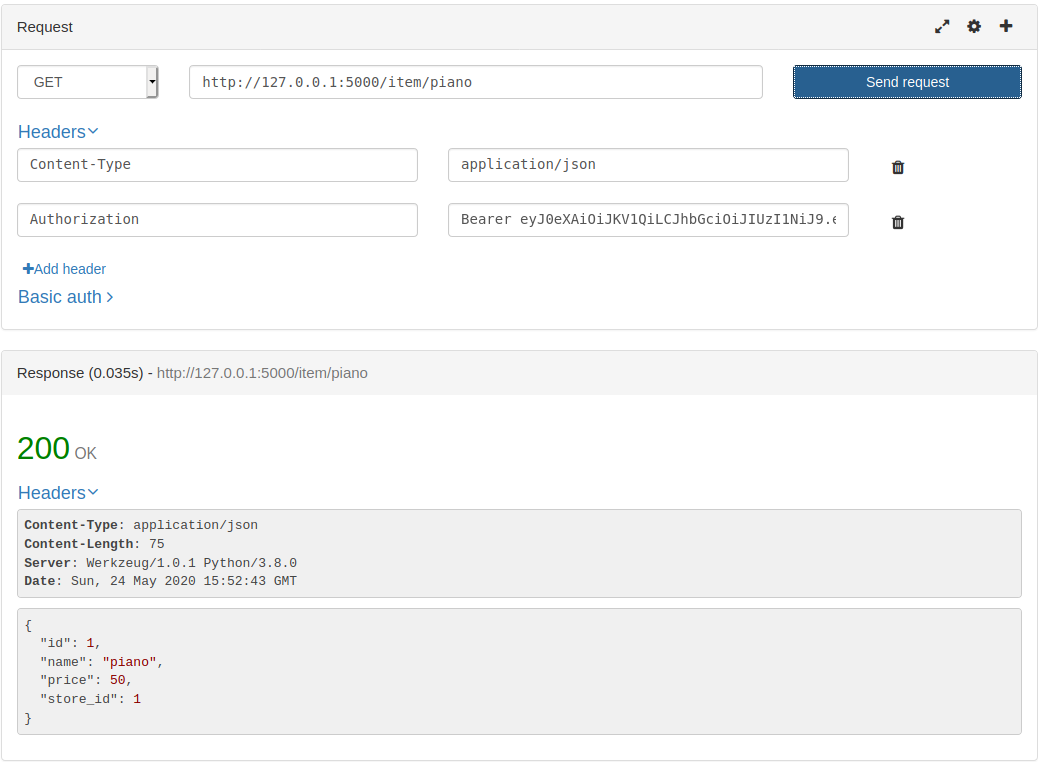 Request
GET
http://127.0.0.1:5000/item/piano
Send request
Headers
Content-Type
application/json
Authorization
Bearer eyJ0eXAiOiJKV1QiLCJhbGciOiJIUzI1NiJ9.e
Add header
Basic auth
Response (0.035s) - http://127.0.0.1:5000/item/piano
200 OK
Headers
Content-Type: application/json
Content-Length: 75
Server: Werkzeug/1.0.1 Python/3.8.0
Date: Sun, 24 May 2020 15:52:43 GMT
{
"id": 1,
"name": "piano",
"price": 50,
"store_id": 1
}